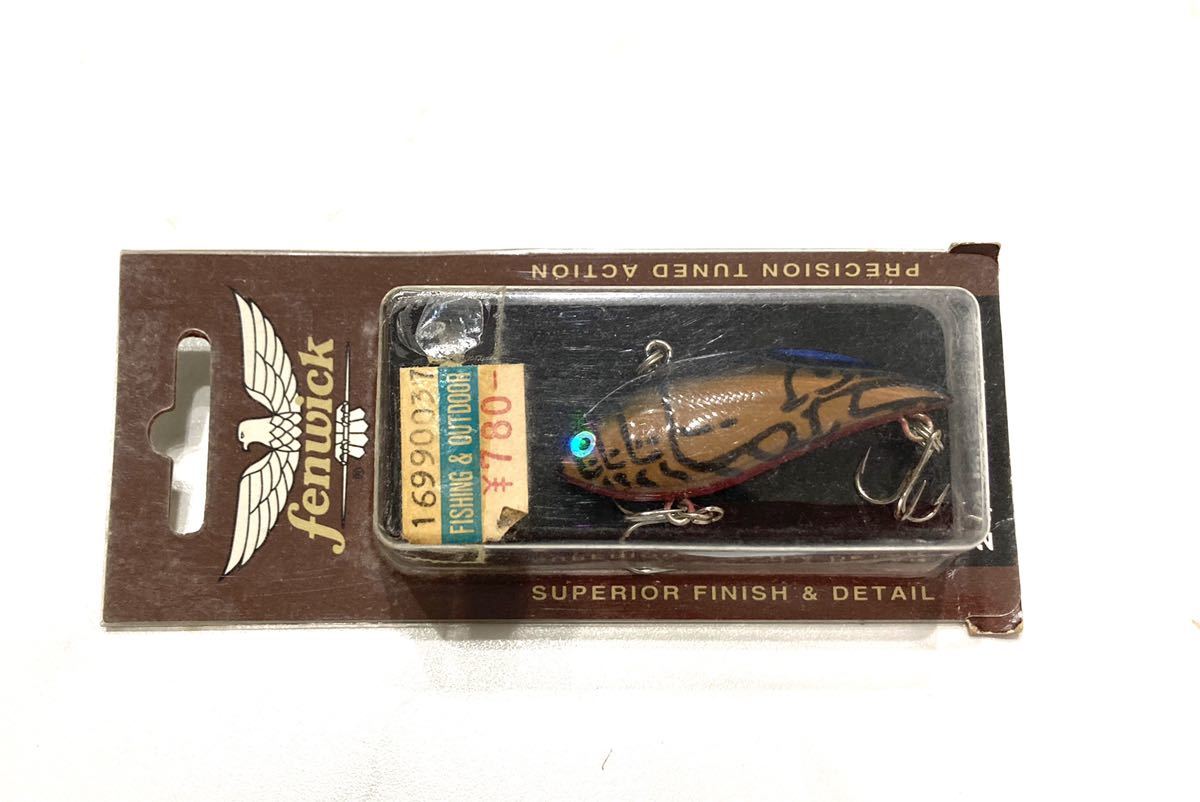 fenwick®
PRECISION TUNED ACTION
16990037
FISHING & OUTDOOR
¥780-
SUPERIOR FINISH & DETAIL